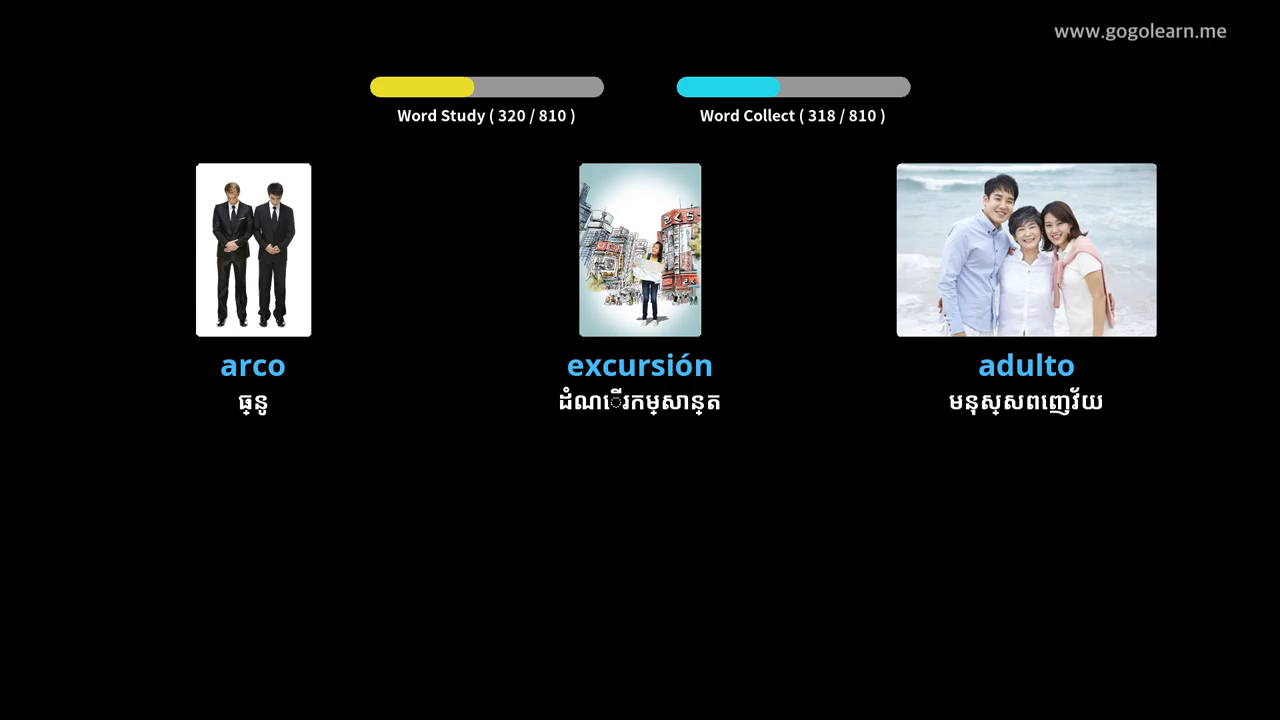 www.gogolearn.me
Word Study ( 320 / 810 )
Word Collect ( 318 / 810 )
arco
ធ្នូ
excursión
ដំណើរកម្សាន្ត
adulto
មនុស្សពញេវ័យ